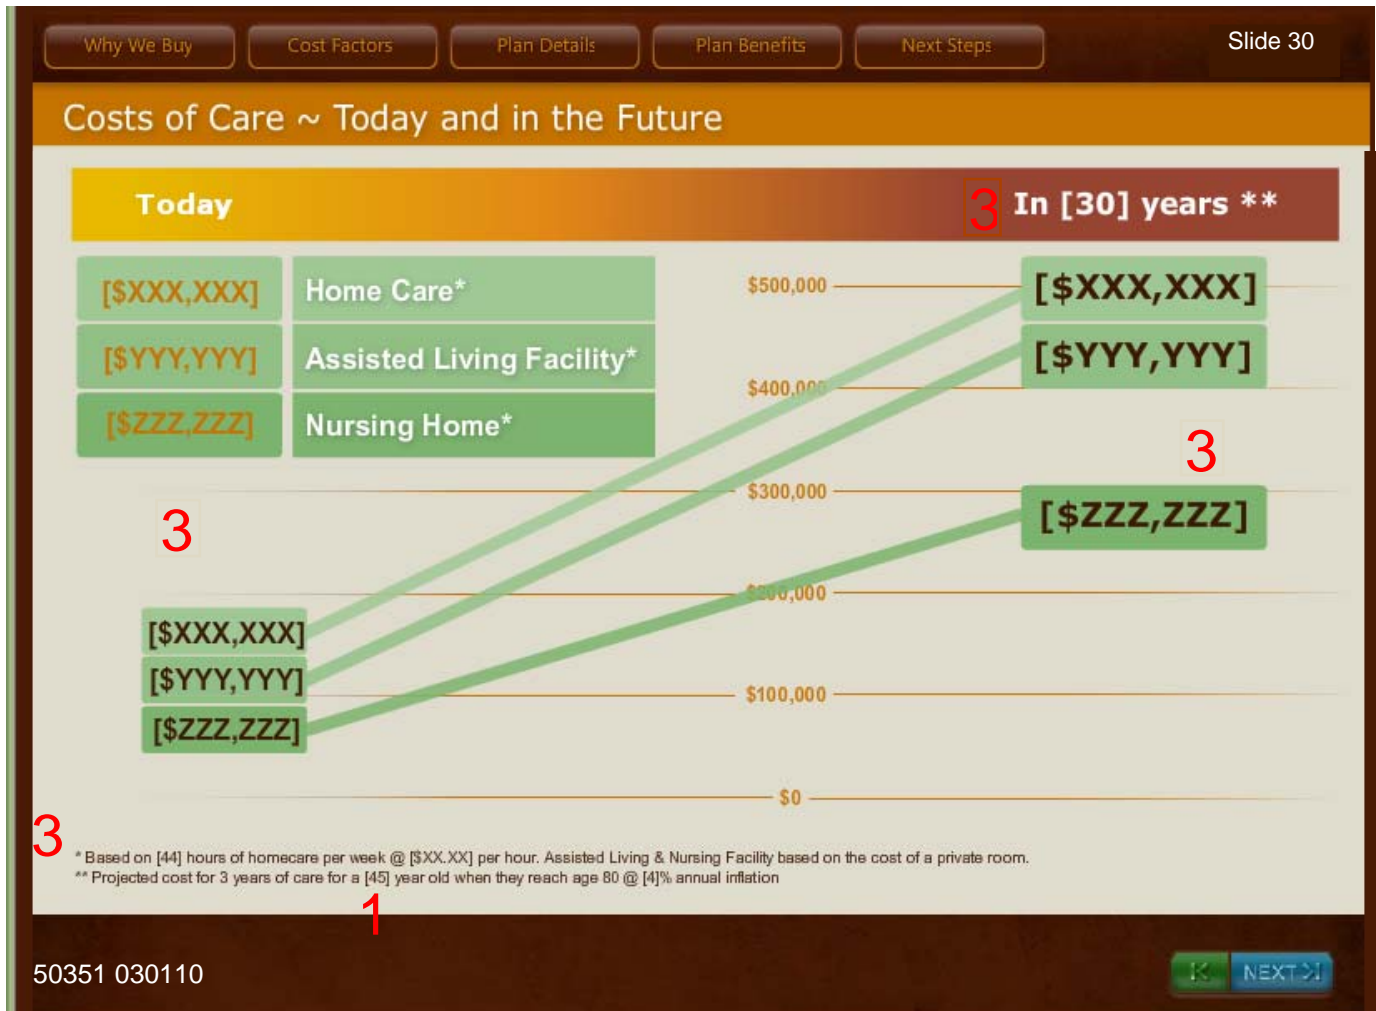 Why We Buy
Cost Factors
Plan Details
Plan Benefits
Next Steps
Slide 30
Costs of Care ~ Today and in the Future
Today
3 In [30] years **
[$XXX,XXX] Home Care*
[$YYY,YYY] Assisted Living Facility*
[$ZZZ,ZZZ] Nursing Home*
$500,000
[$XXX,XXX]
[$YYY,YYY]
$400,000
3
$300,000
[$ZZZ,ZZZ]
3
$200,000
[$XXX,XXX]
[$YYY,YYY]
$100,000
[$ZZZ,ZZZ]
$0
3
* Based on [44] hours of homecare per week @ [$XX.XX] per hour. Assisted Living & Nursing Facility based on the cost of a private room.
** Projected cost for 3 years of care for a [45] year old when they reach age 80 @ [4]% annual inflation
1
50351 030110
NEXT